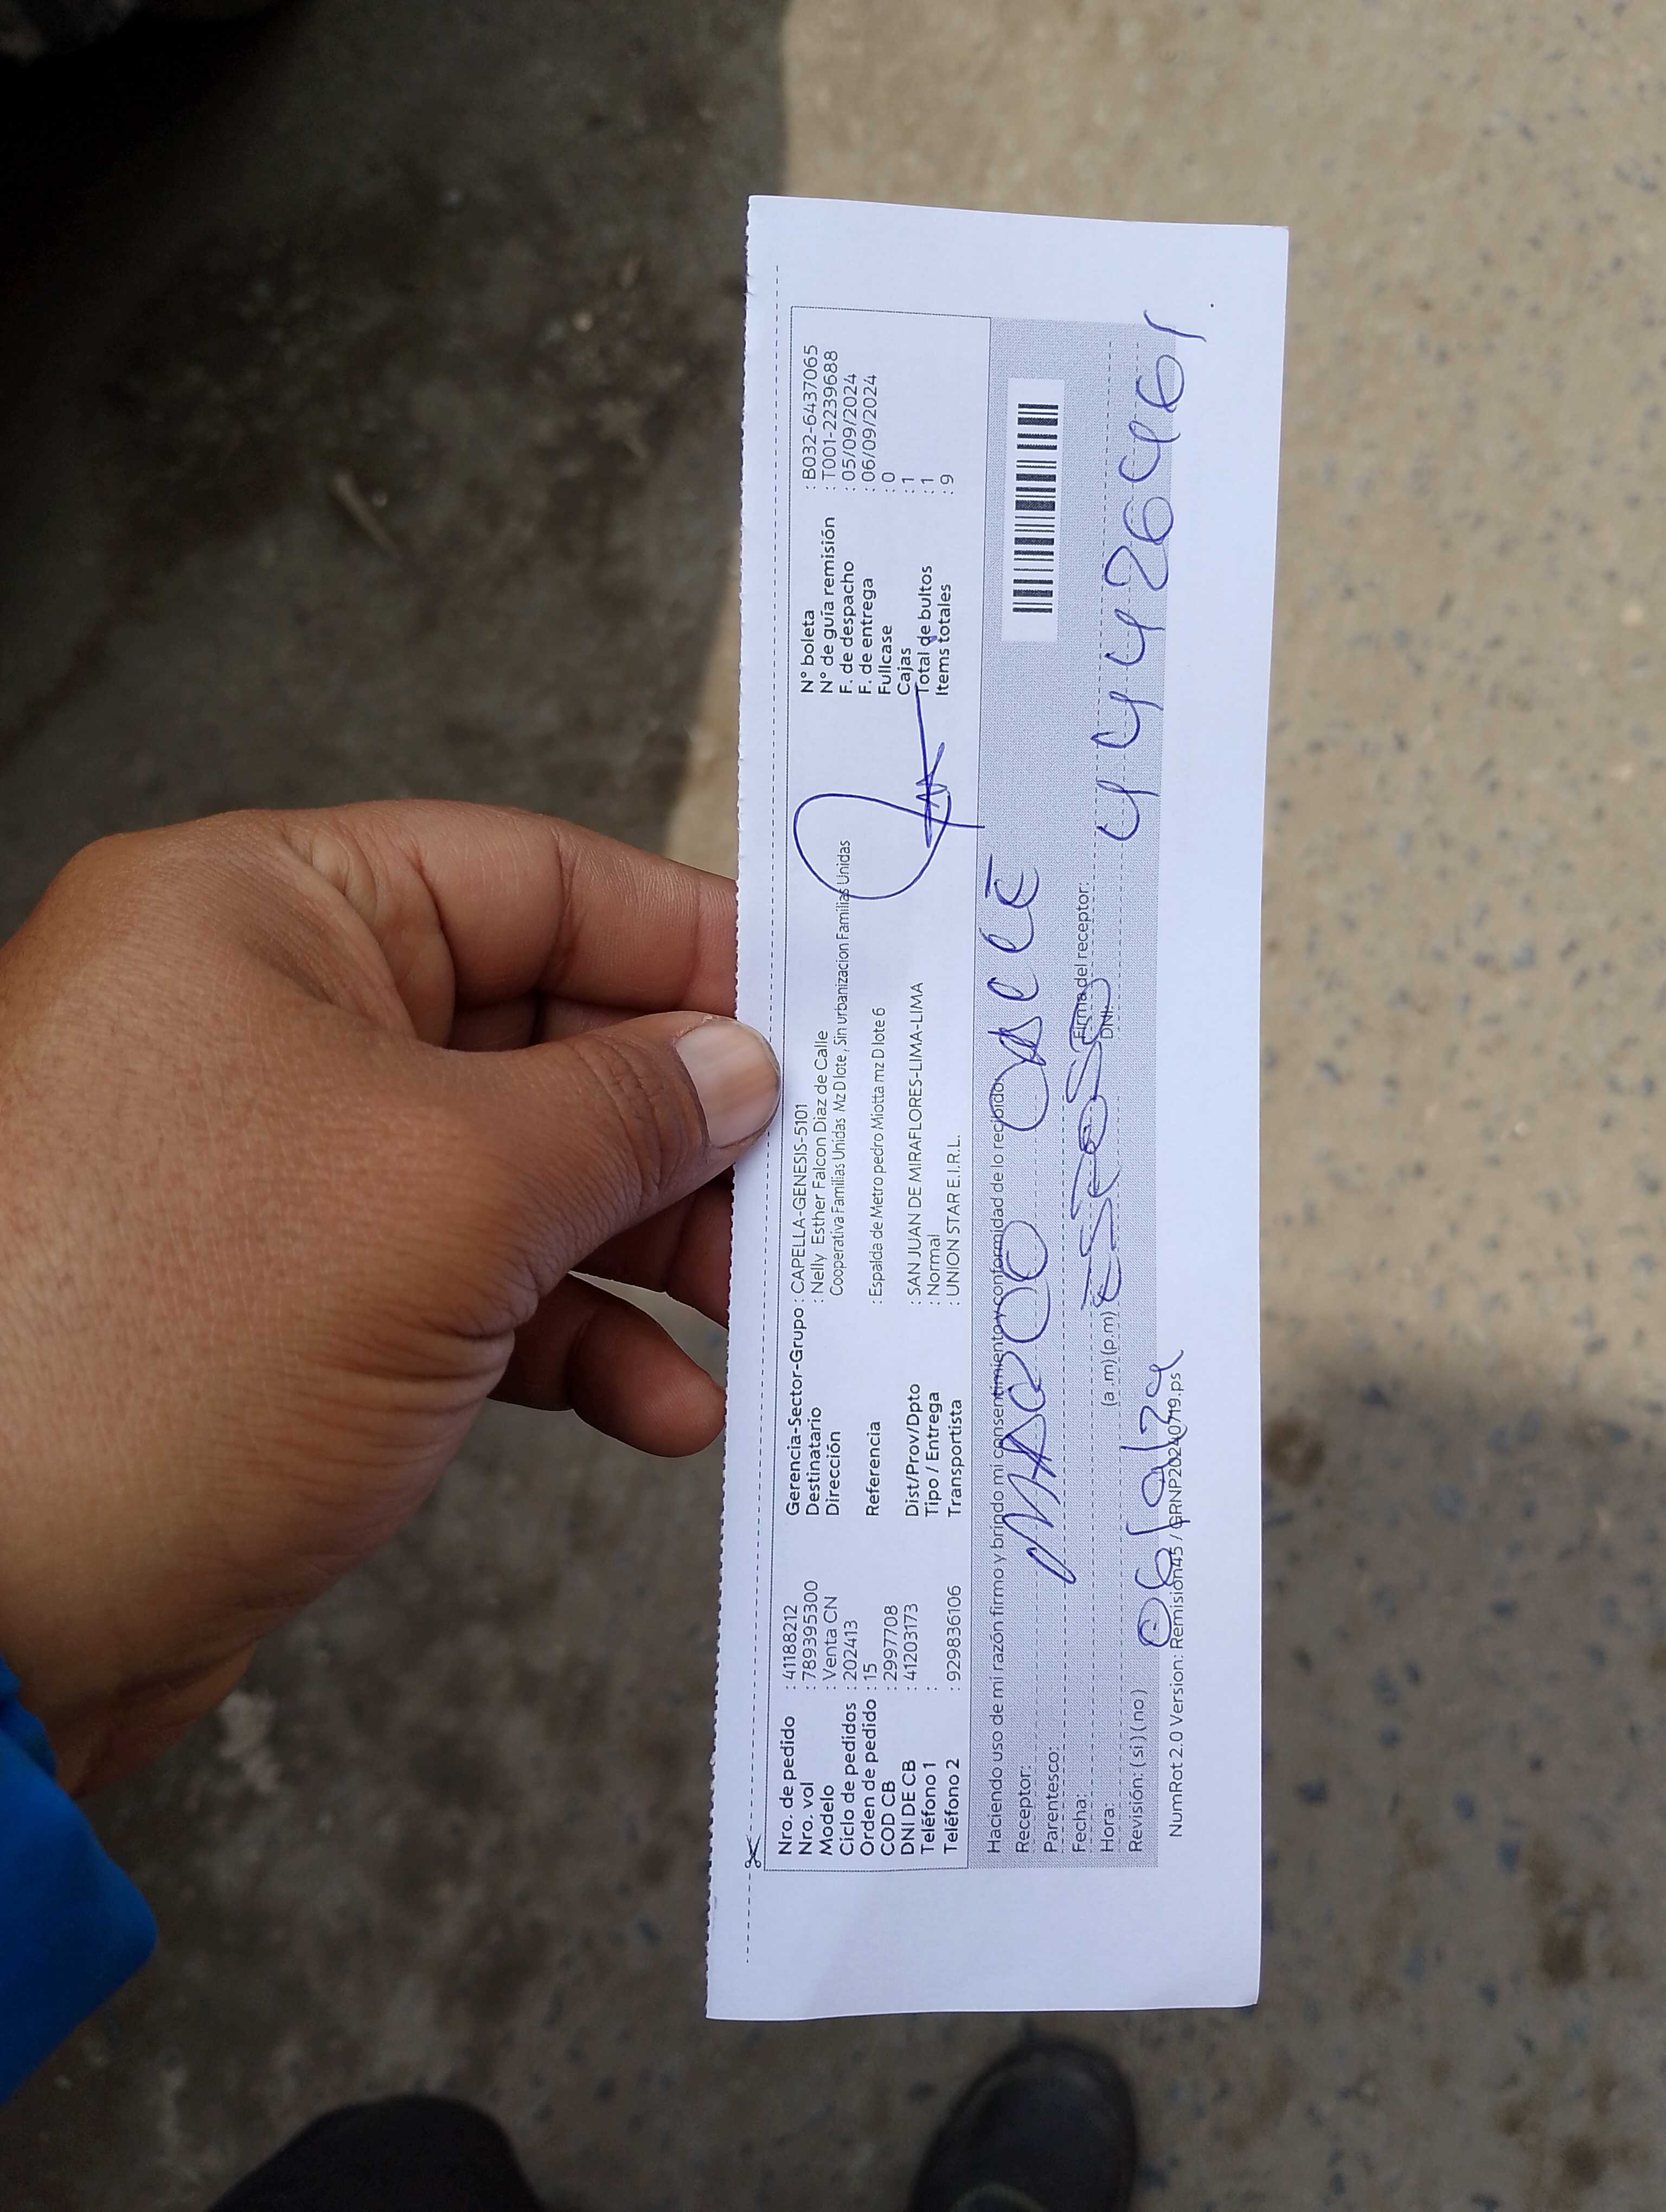 Nro. de pedido : 41188212
Nro. vol : 789395300
Modelo : Venta CN
Ciclo de pedidos : 202413
Orden de pedido : 15
COD CB : 2997708
DNI DE CB : 41203173
Teléfono 1 :
Teléfono 2 : 929836106
Gerencia-Sector-Grupo : CAPELLA-GENESIS-5101
Destinatario : Nelly Esther Falcon Diaz de Calle
Dirección Cooperativa Familias Unidas Mz D lote , Sin urbanizacion Familias Unidas
Referencia : Espalda de Metro pedro Miotta mz D lote 6
Dist/Prov/Dpto : SAN JUAN DE MIRAFLORES-LIMA-LIMA
Tipo / Entrega : Normal
Transportista : UNION STAR E.I.R.L.
N° boleta : B032-6437065
N° de guía remisión : T001-2239688
F. de despacho : 05/09/2024
F. de entrega : 06/09/2024
Fullcase : 0
Cajas : 1
Total de bultos : 1
Items totales : 9
Haciendo uso de mi razón firmo y brindo mi consentimiento y conformidad de lo recibido.
Receptor:
Parentesco:
Fecha:
Hora: (a .m) (p.m)
Revisión: ( si ) ( no )
Firma del receptor:
DNI:
CALLE
44426461
06/09/24
NumRot 2.0 Version: Remision45 / GRNP20240719.ps